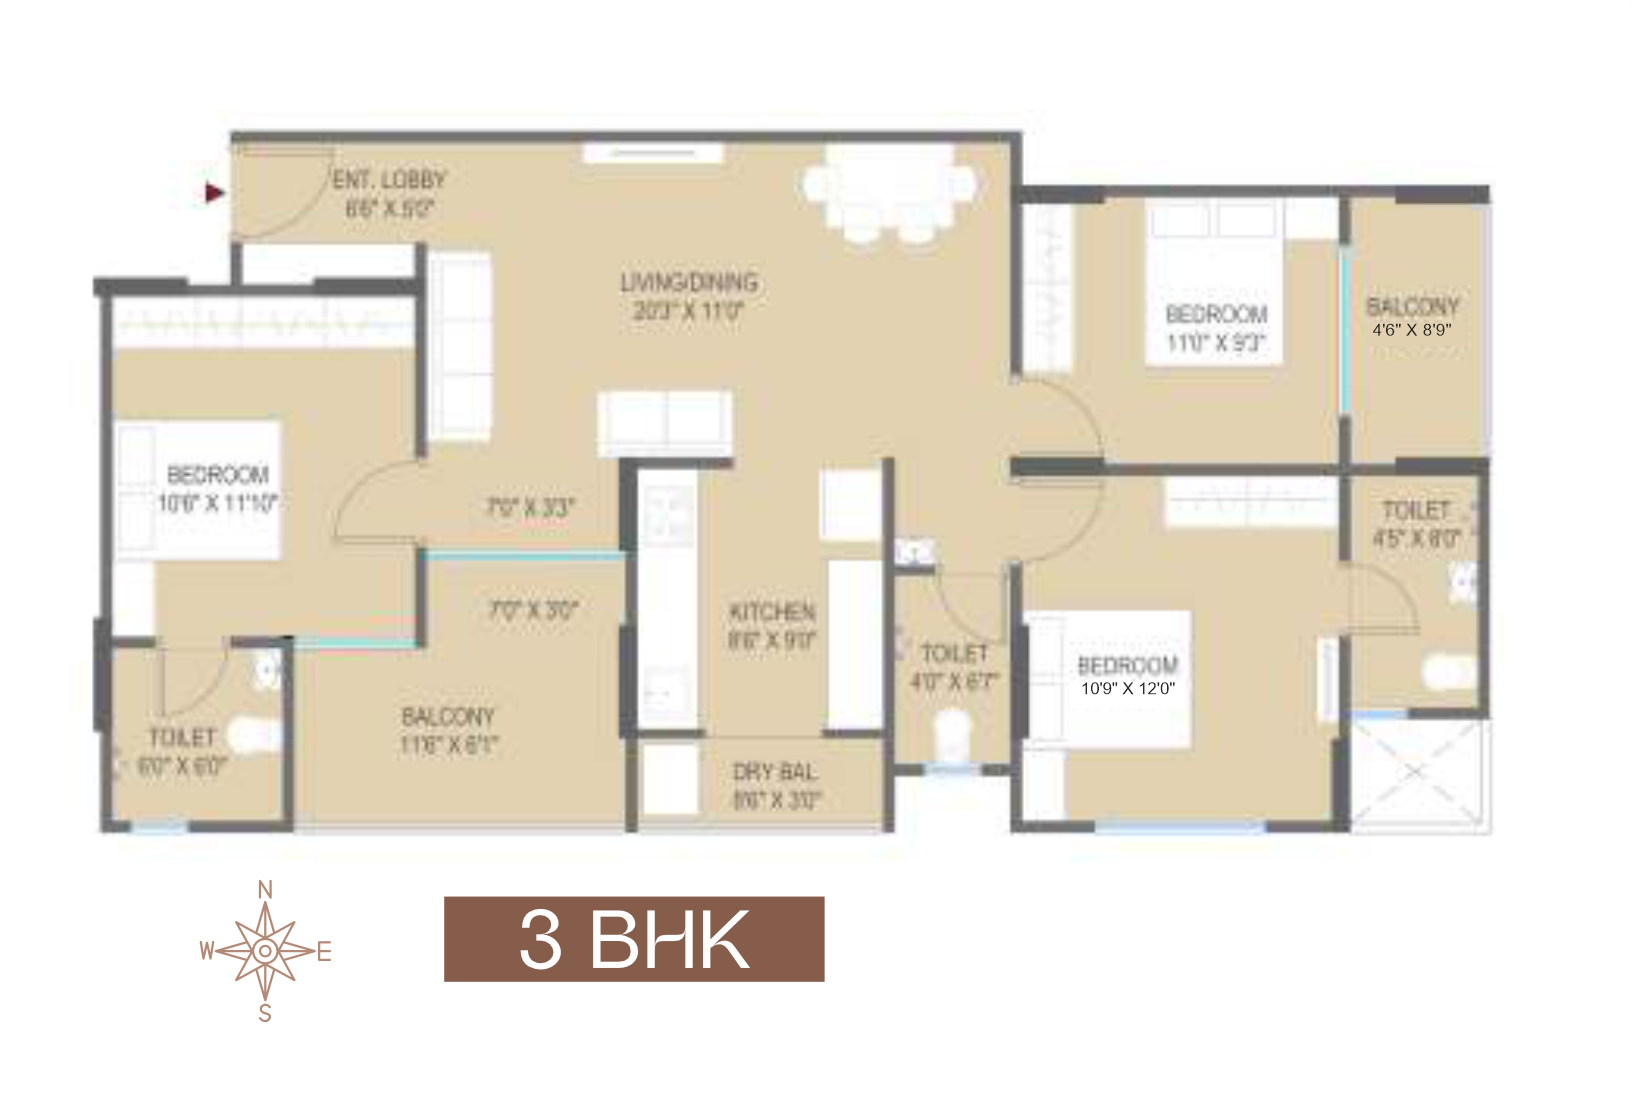 ENT. LOBBY
6'6" X 5'0"
LIVING/DINING
20'3" X 11'0"
BEDROOM
11'0" X 9'3"
BALCONY
4'6" X 8'9"
BEDROOM
10'6" X 11'10"
7'0" X 3'3"
TOILET
4'5" X 8'0"
7'0" X 3'0"
KITCHEN
8'6" X 9'0"
TOILET
4'0" X 6'7"
BEDROOM
10'9" X 12'0"
BALCONY
11'6" X 6'1"
TOILET
6'0" X 6'0"
DRY BAL
8'6" X 3'0"
N
W E
S
3 BHK